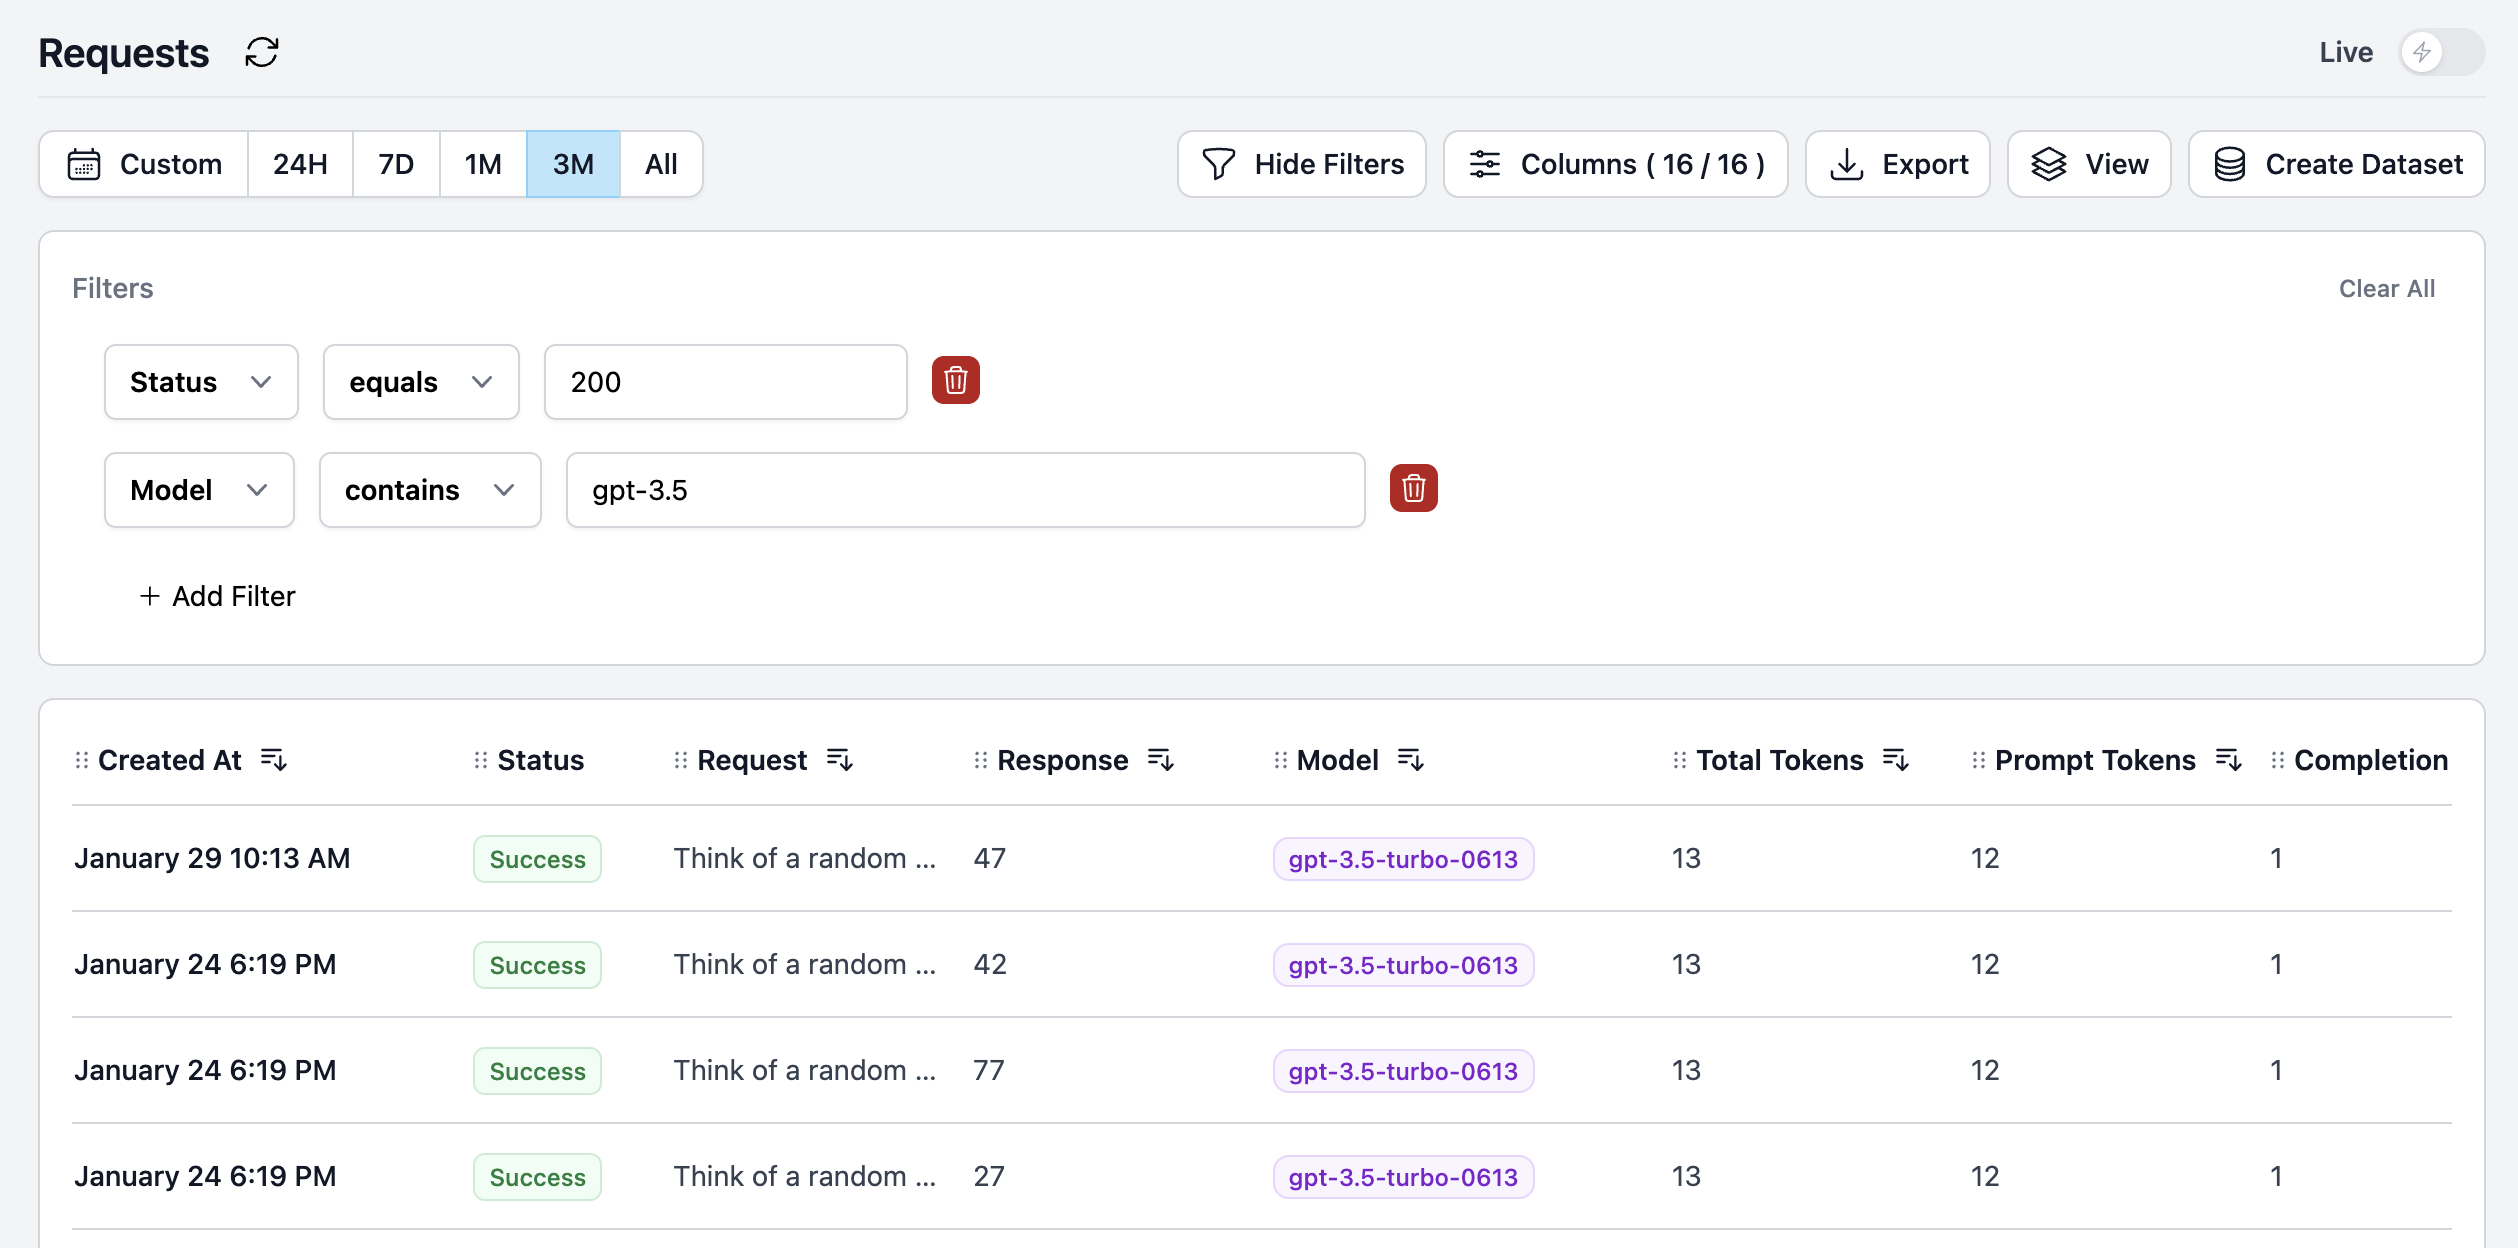 Requests Live
Custom 24H 7D 1M 3M All Hide Filters Columns ( 16 / 16 ) Export View Create Dataset
Filters Clear All
Status equals 200
Model contains gpt-3.5
+ Add Filter
Created At Status Request Response Model Total Tokens Prompt Tokens Completion
January 29 10:13 AM Success Think of a random ... 47 gpt-3.5-turbo-0613 13 12 1
January 24 6:19 PM Success Think of a random ... 42 gpt-3.5-turbo-0613 13 12 1
January 24 6:19 PM Success Think of a random ... 77 gpt-3.5-turbo-0613 13 12 1
January 24 6:19 PM Success Think of a random ... 27 gpt-3.5-turbo-0613 13 12 1